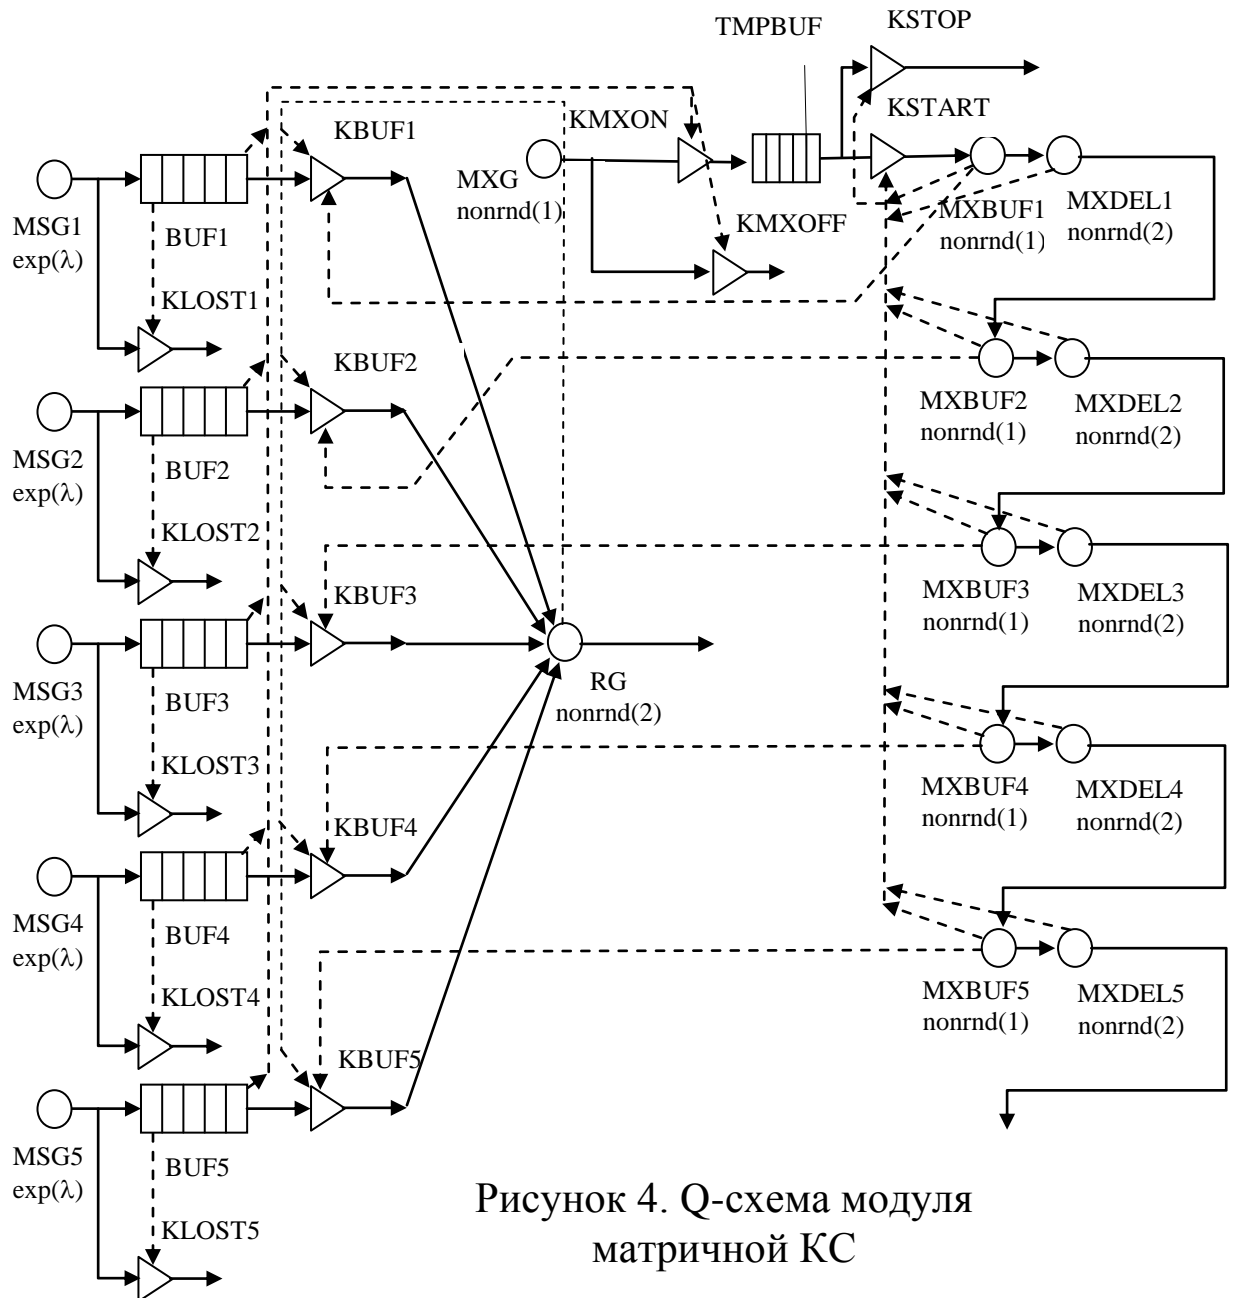 KSTOP
TMPBUF
KSTART
KMXON
KBUF1
MXG
nonrnd(1)
MXBUF1
nonrnd(1)
MXDEL1
nonrnd(2)
KMXOFF
MSG1
exp(λ)
BUF1
KLOST1
KBUF2
MXBUF2
nonrnd(1)
MXDEL2
nonrnd(2)
MSG2
exp(λ)
BUF2
KLOST2
KBUF3
MXBUF3
nonrnd(1)
MXDEL3
nonrnd(2)
MSG3
exp(λ)
BUF3
RG
nonrnd(2)
KLOST3
KBUF4
MXBUF4
nonrnd(1)
MXDEL4
nonrnd(2)
MSG4
exp(λ)
BUF4
KLOST4
KBUF5
MXBUF5
nonrnd(1)
MXDEL5
nonrnd(2)
MSG5
exp(λ)
BUF5
KLOST5
Рисунок 4. Q-схема модуля
матричной КС